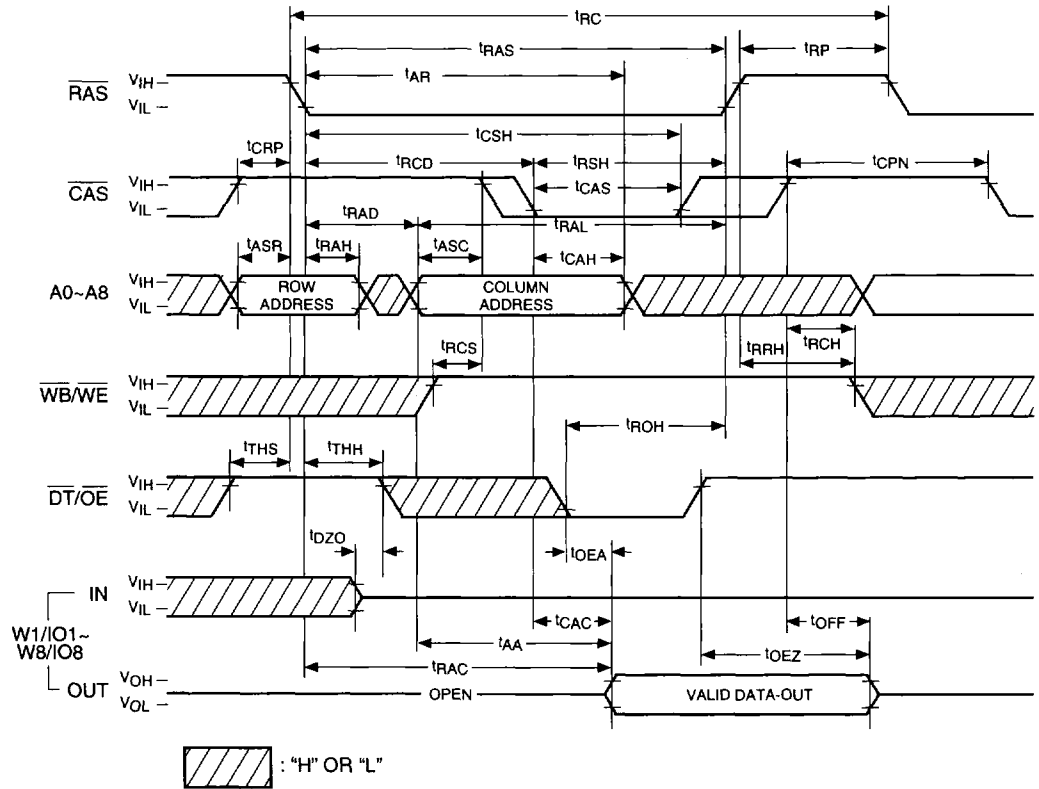 tRC
tRAS
tRP
tAR
RAS
VIH
VIL
tCSH
tCRP
tRCD
tRSH
tCPN
CAS
VIH
VIL
tCAS
tRAD
tRAL
tASR
tRAH
tASC
tCAH
A0~A8
VIH
VIL
ROW ADDRESS
COLUMN ADDRESS
tRCS
tRRH
tRCH
WB/WE
VIH
VIL
tROH
tTHS
tTHH
DT/OE
VIH
VIL
tDZO
tOEA
IN
VIH
VIL
W1/IO1~
W8/IO8
tCAC
tOFF
tAA
tOEZ
tRAC
OUT
VOH
VOL
OPEN
VALID DATA-OUT
: "H" OR "L"